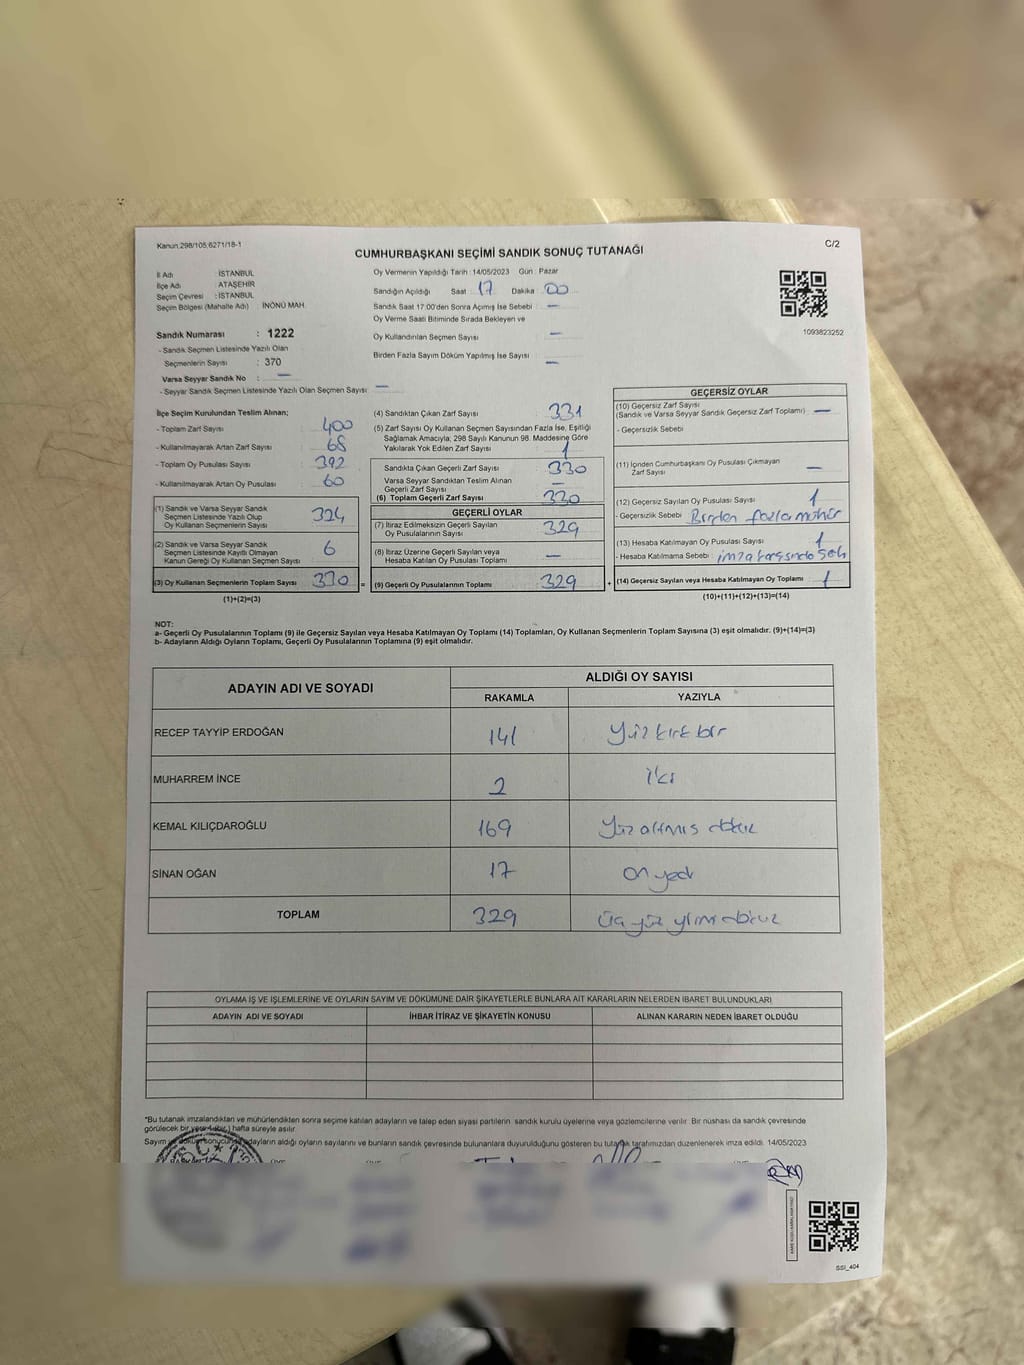 Kanun:298/105;6271/18-1
C/2
CUMHURBAŞKANI SEÇİMİ SANDIK SONUÇ TUTANAĞI
İl Adı : İSTANBUL
İlçe Adı : ATAŞEHİR
Seçim Çevresi : İSTANBUL
Seçim Bölgesi (Mahalle Adı) : İNÖNÜ MAH.
Sandık Numarası : 1222
- Sandık Seçmen Listesinde Yazılı Olan
Seçmenlerin Sayısı : 370
Varsa Seyyar Sandık No : —
- Seyyar Sandık Seçmen Listesinde Yazılı Olan Seçmen Sayısı : —
Oy Vermenin Yapıldığı Tarih : 14/05/2023 Gün : Pazar
Sandığın Açıldığı Saat : 17 Dakika : 00
Sandık Saat 17:00'den Sonra Açımış İse Sebebi : —
Oy Verme Saati Bitiminde Sırada Bekleyen ve
Oy Kullandırılan Seçmen Sayısı : —
Birden Fazla Sayım Döküm Yapılmış İse Sayısı : —
1093823252
İlçe Seçim Kurulundan Teslim Alınan;
- Toplam Zarf Sayısı : 400
- Kullanılmayarak Artan Zarf Sayısı : 68
- Toplam Oy Pusulası Sayısı : 392
- Kullanılmayarak Artan Oy Pusulası : 60
(1) Sandık ve Varsa Seyyar Sandık
Seçmen Listesinde Yazılı Olup
Oy Kullanan Seçmenlerin Sayısı : 324
(2) Sandık ve Varsa Seyyar Sandık
Seçmen Listesinde Kayıtlı Olmayan
Kanun Gereği Oy Kullanan Seçmen Sayısı : 6
(3) Oy Kullanan Seçmenlerin Toplam Sayısı : 330 =
(1)+(2)=(3)
(4) Sandıktan Çıkan Zarf Sayısı : 331
(5) Zarf Sayısı Oy Kullanan Seçmen Sayısından Fazla İse, Eşitliği
Sağlamak Amacıyla; 298 Sayılı Kanunun 98. Maddesine Göre
Yakılarak Yok Edilen Zarf Sayısı : 1
Sandıkta Çıkan Geçerli Zarf Sayısı : 330
Varsa Seyyar Sandıktan Teslim Alınan
Geçerli Zarf Sayısı : —
(6) Toplam Geçerli Zarf Sayısı : 330
GEÇERLİ OYLAR
(7) İtiraz Edilmeksizin Geçerli Sayılan
Oy Pusulalarının Sayısı : 329
(8) İtiraz Üzerine Geçerli Sayılan veya
Hesaba Katılan Oy Pusulası Toplamı : —
(9) Geçerli Oy Pusulalarının Toplamı : 329 +
GEÇERSİZ OYLAR
(10) Geçersiz Zarf Sayısı :
(Sandık ve Varsa Seyyar Sandık Geçersiz Zarf Toplamı) —
- Geçersizlik Sebebi :
(11) İçinden Cumhurbaşkanı Oy Pusulası Çıkmayan
Zarf Sayısı : —
(12) Geçersiz Sayılan Oy Pusulası Sayısı : 1
- Geçersizlik Sebebi : Birden fazla mühür
(13) Hesaba Katılmayan Oy Pusulası Sayısı : 1
- Hesaba Katılmama Sebebi :
(14) Geçersiz Sayılan veya Hesaba Katılmayan Oy Toplamı : 1
(10)+(11)+(12)+(13)=(14)
NOT:
a- Geçerli Oy Pusulalarının Toplamı (9) ile Geçersiz Sayılan veya Hesaba Katılmayan Oy Toplamı (14) Toplamları, Oy Kullanan Seçmenlerin Toplam Sayısına (3) eşit olmalıdır. (9)+(14)=(3)
b- Adayların Aldığı Oyların Toplamı, Geçerli Oy Pusulalarının Toplamına (9) eşit olmalıdır.
ADAYIN ADI VE SOYADI
ALDIĞI OY SAYISI
RAKAMLA YAZIYLA
RECEP TAYYİP ERDOĞAN 141 Yüz kırk bir
MUHARREM İNCE 2 iki
KEMAL KILIÇDAROĞLU 169 Yüz altmış dokuz
SİNAN OĞAN 17 on yedi
TOPLAM 329 üç yüz yirmi dokuz
OYLAMA İŞ VE İŞLEMLERİNE VE OYLARIN SAYIM VE DÖKÜMÜNE DAİR ŞİKAYETLERLE BUNLARA AİT KARARLARIN NELERDEN İBARET BULUNDUKLARI
ADAYIN ADI VE SOYADI İHBAR İTİRAZ VE ŞİKAYETİN KONUSU ALINAN KARARIN NEDEN İBARET OLDUĞU
*Bu tutanak imzalandıktan ve mühürlendikten sonra seçime katılan adayların ve talep eden siyasi partilerin sandık kurulu üyelerine veya gözlemcilerine verilir. Bir nüshası da sandık çevresinde
görülecek bir yere (bir) hafta süreyle asılır.
Sayım ve döküm sonucunda adayların aldığı oyların sayılarını ve bunların sandık çevresinde bulunanlara duyurulduğunu gösteren bu tutanak tarafımızdan düzenlenerek imza edildi. 14/05/2023
SSI_404